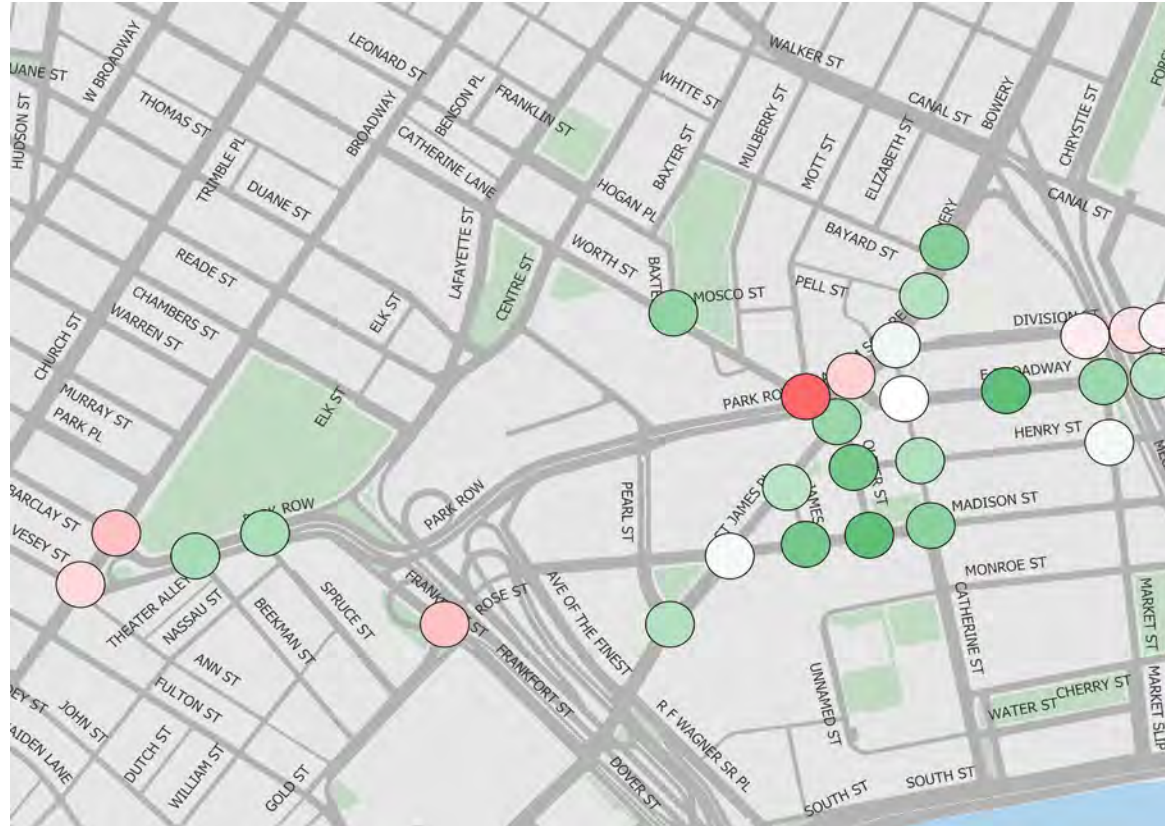 WALKER ST
LEONARD ST
W BROADWAY
THOMAS ST
HUDSON ST
BROADWAY
BENSON PL
FRANKLIN ST
WHITE ST
MULBERRY ST
BAXTER ST
CANAL ST
BOWERY
CHRYSTIE ST
ELIZABETH ST
MOTT ST
CATHERINE LANE
TRIMBLE PL
DUANE ST
HOGAN PL
CANAL ST
LAFAYETTE ST
WORTH ST
BAYARD ST
READE ST
CENTRE ST
MOSCO ST
PELL ST
CHAMBERS ST
WARREN ST
ELK ST
DIVISION ST
CHURCH ST
MURRAY ST
PARK PL
ELK ST
HENRY ST
BARCLAY ST
VESEY ST
PARK ROW
PEARL ST
MADISON ST
MONROE ST
THEATER ALLEY
NASSAU ST
SPRUCE ST
BEEKMAN ST
ROSE ST
AVE OF THE FINEST
CATHERINE ST
MARKET ST
ANN ST
FULTON ST
FRANKFORT ST
UNNAMED ST
R F WAGNER SR PL
CHERRY ST
WATER ST
MARKET SLIP
JOHN ST
DUTCH ST
WILLIAM ST
GOLD ST
DOVER ST
SOUTH ST
SOUTH ST